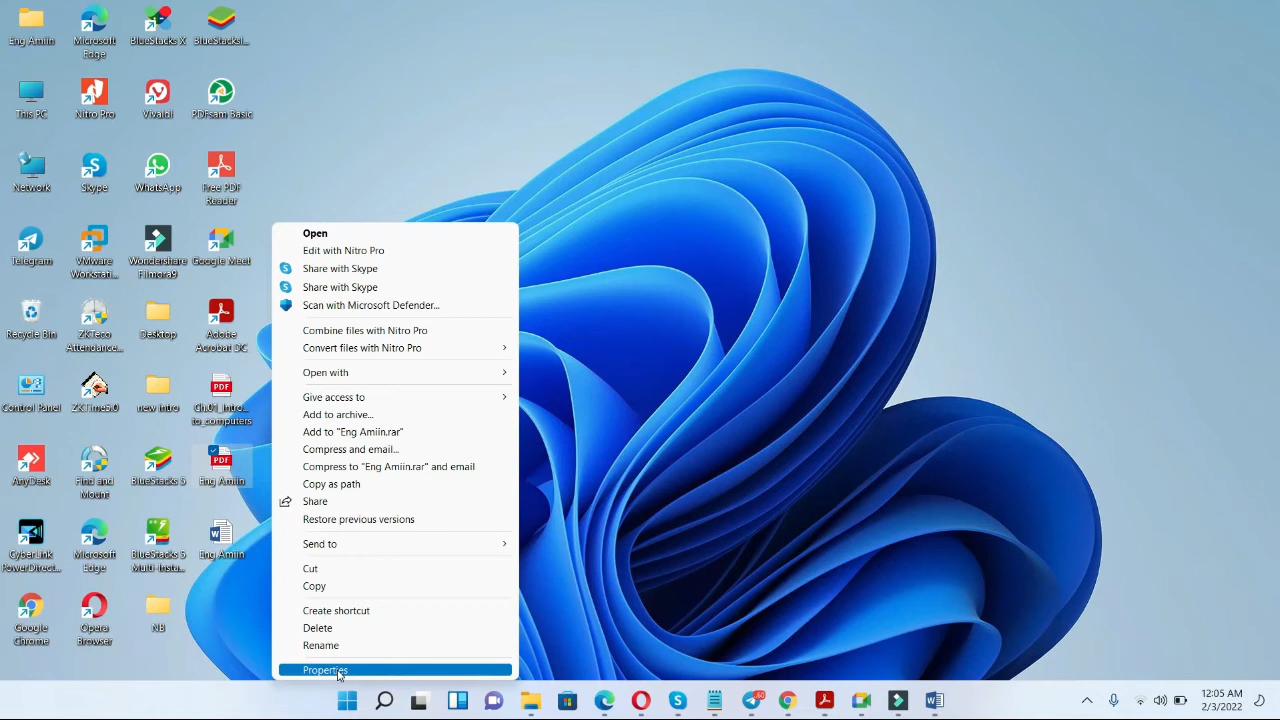 Eng Amiin
Microsoft
Edge
BlueStacks X
BlueStacksI...
This PC
Nitro Pro
Vivaldi
PDFsam Basic
Network
Skype
WhatsApp
Free PDF
Reader
Telegram
VMware
Workstati...
Wondershare
Filmora9
Google Meet
Recycle Bin
ZKTeco
Attendance...
Desktop
Adobe
Acrobat DC
Control Panel
ZKTime5.0
new intro
PDF
Ch.01_Intro...
to_computers
AnyDesk
Find and
Mount
BlueStacks 5
PDF
Eng Amiin
CyberLink
PowerDirect...
Microsoft
Edge
BlueStacks 5
Multi-Insta...
Eng Amiin
Google
Chrome
Opera
Browser
NB
Open
Edit with Nitro Pro
Share with Skype
Share with Skype
Scan with Microsoft Defender...
Combine files with Nitro Pro
Convert files with Nitro Pro
Open with
Give access to
Add to archive...
Add to "Eng Amiin.rar"
Compress and email...
Compress to "Eng Amiin.rar" and email
Copy as path
Share
Restore previous versions
Send to
Cut
Copy
Create shortcut
Delete
Rename
Properties
12:05 AM
2/3/2022